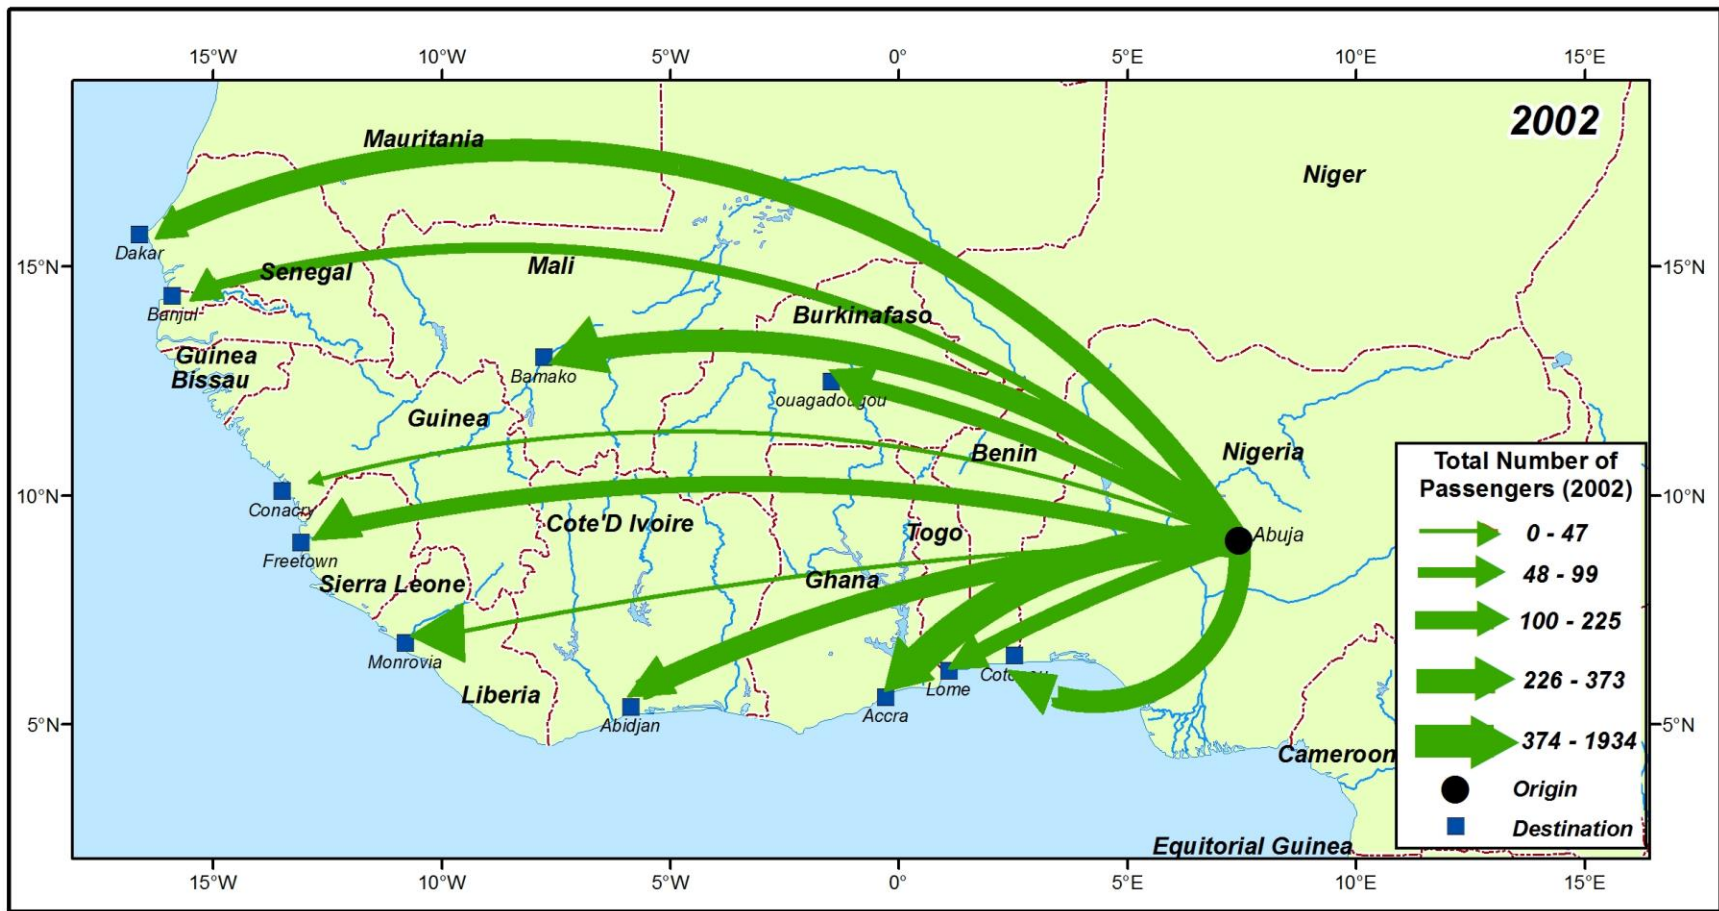 15°W 10°W 5°W 0° 5°E 10°E 15°E
2002
Mauritania
Niger
Dakar
15°N
Senegal
Mali
15°N
Banjul
Burkinafaso
Guinea
Bissau
Bamako
ouagadougou
Guinea
Benin
Nigeria
10°N
10°N
Conacry
Freetown
Cote'D Ivoire
Togo
Abuja
Sierra Leone
Ghana
Monrovia
Liberia
Abidjan
Accra
Lome
5°N
5°N
Cameroon
Equitorial Guinea
Total Number of
Passengers (2002)
0 - 47
48 - 99
100 - 225
226 - 373
374 - 1934
Origin
Destination
15°W 10°W 5°W 0° 5°E 10°E 15°E